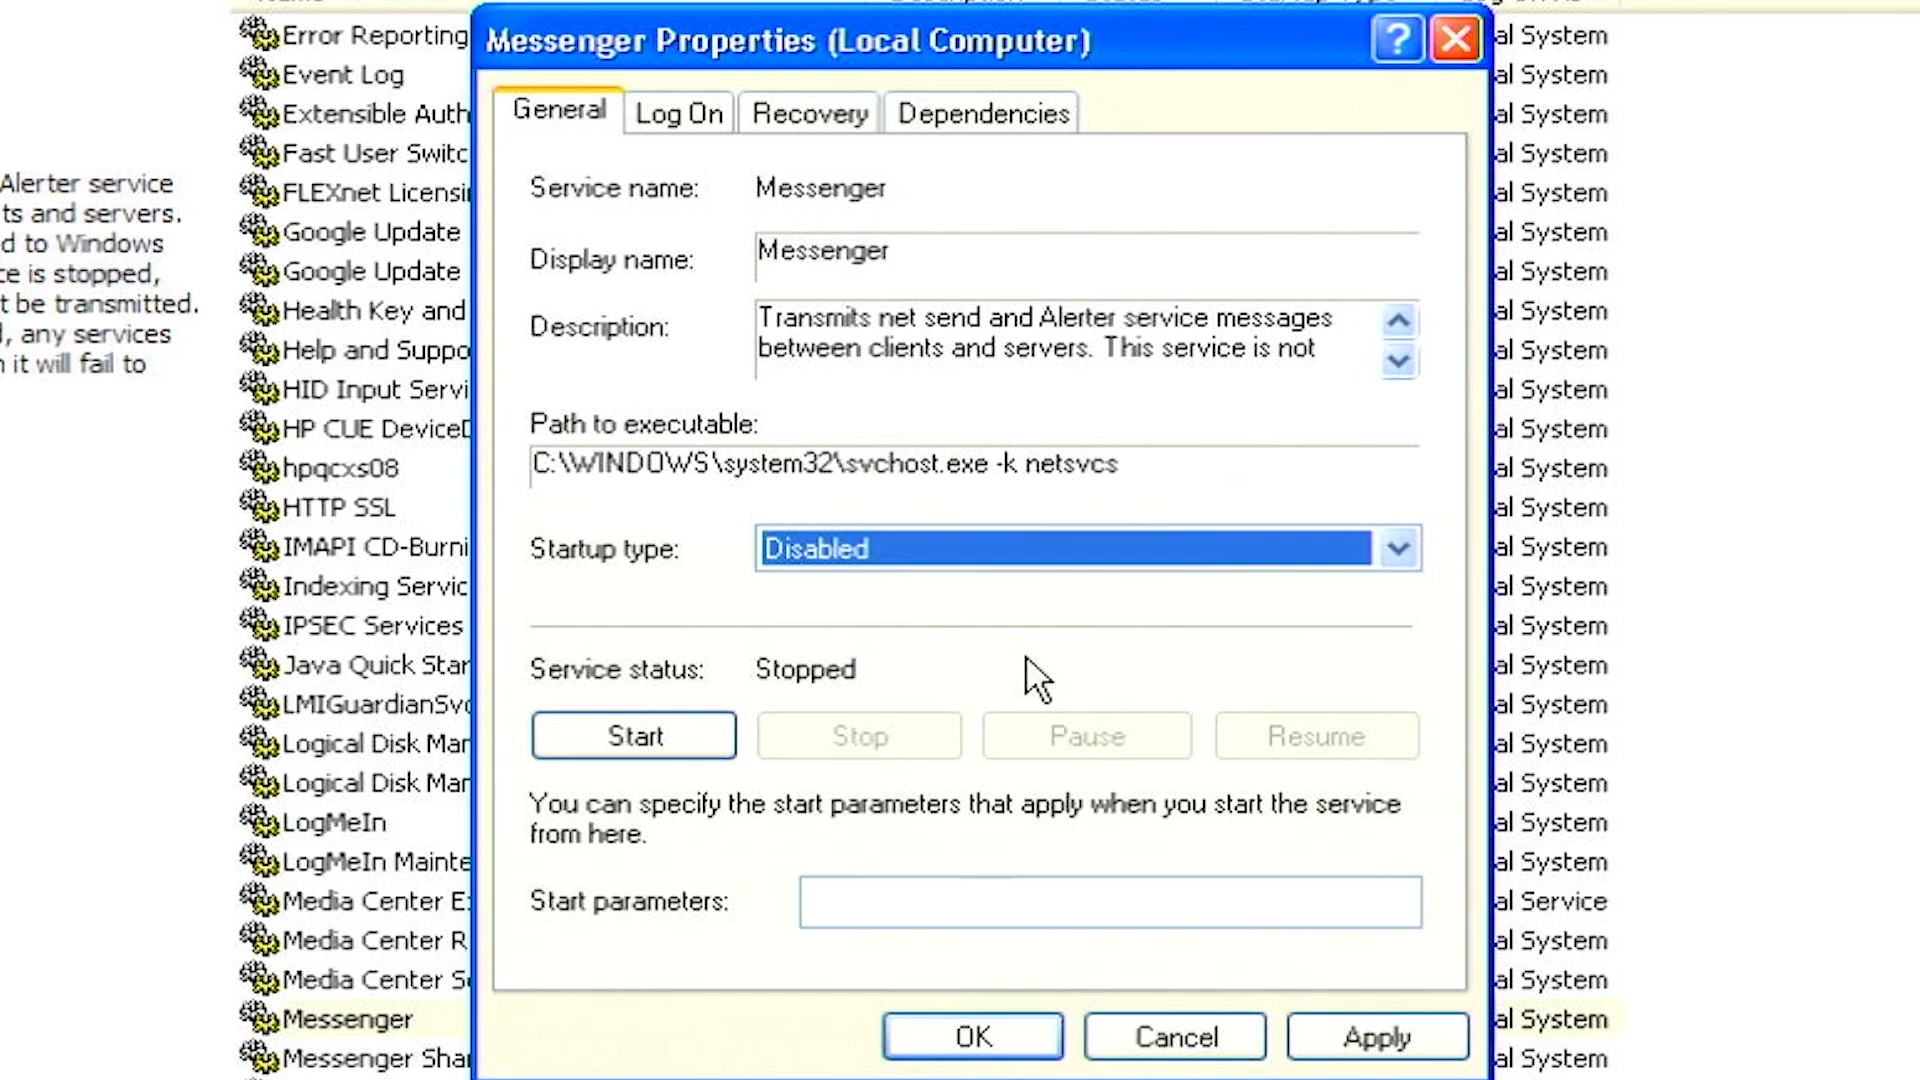 Messenger Properties (Local Computer)
General
Log On
Recovery
Dependencies
Service name:
Messenger
Display name:
Messenger
Description:
Transmits net send and Alerter service messages
between clients and servers. This service is not
Path to executable:
C:\WINDOWS\system32\svchost.exe -k netsvcs
Startup type:
Disabled
Service status:
Stopped
Start
Stop
Pause
Resume
You can specify the start parameters that apply when you start the service
from here.
Start parameters:
OK
Cancel
Apply
Alerter service
ts and servers.
d to Windows
ce is stopped,
t be transmitted.
, any services
it will fail to
Error Reporting
al System
Event Log
al System
Extensible Auth
al System
Fast User Switc
al System
FLEXnet Licensi
al System
Google Update
al System
Google Update
al System
Health Key and
al System
Help and Suppo
al System
HID Input Servi
al System
HP CUE DeviceD
al System
hpqcxs08
al System
HTTP SSL
al System
IMAPI CD-Burni
al System
Indexing Servic
al System
IPSEC Services
al System
Java Quick Star
al System
LMIGuardianSvc
al System
Logical Disk Mar
al System
Logical Disk Mar
al System
LogMeIn
al System
LogMeIn Mainte
al System
Media Center E
al Service
Media Center R
al System
Media Center Se
al System
Messenger
al System
Messenger Shar
al System